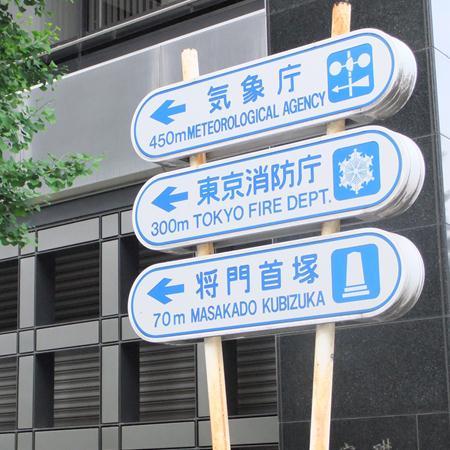 気象庁
450m METEOROLOGICAL AGENCY
東京消防庁
300m TOKYO FIRE DEPT.
将門首塚
70m MASAKADO KUBIZUKA